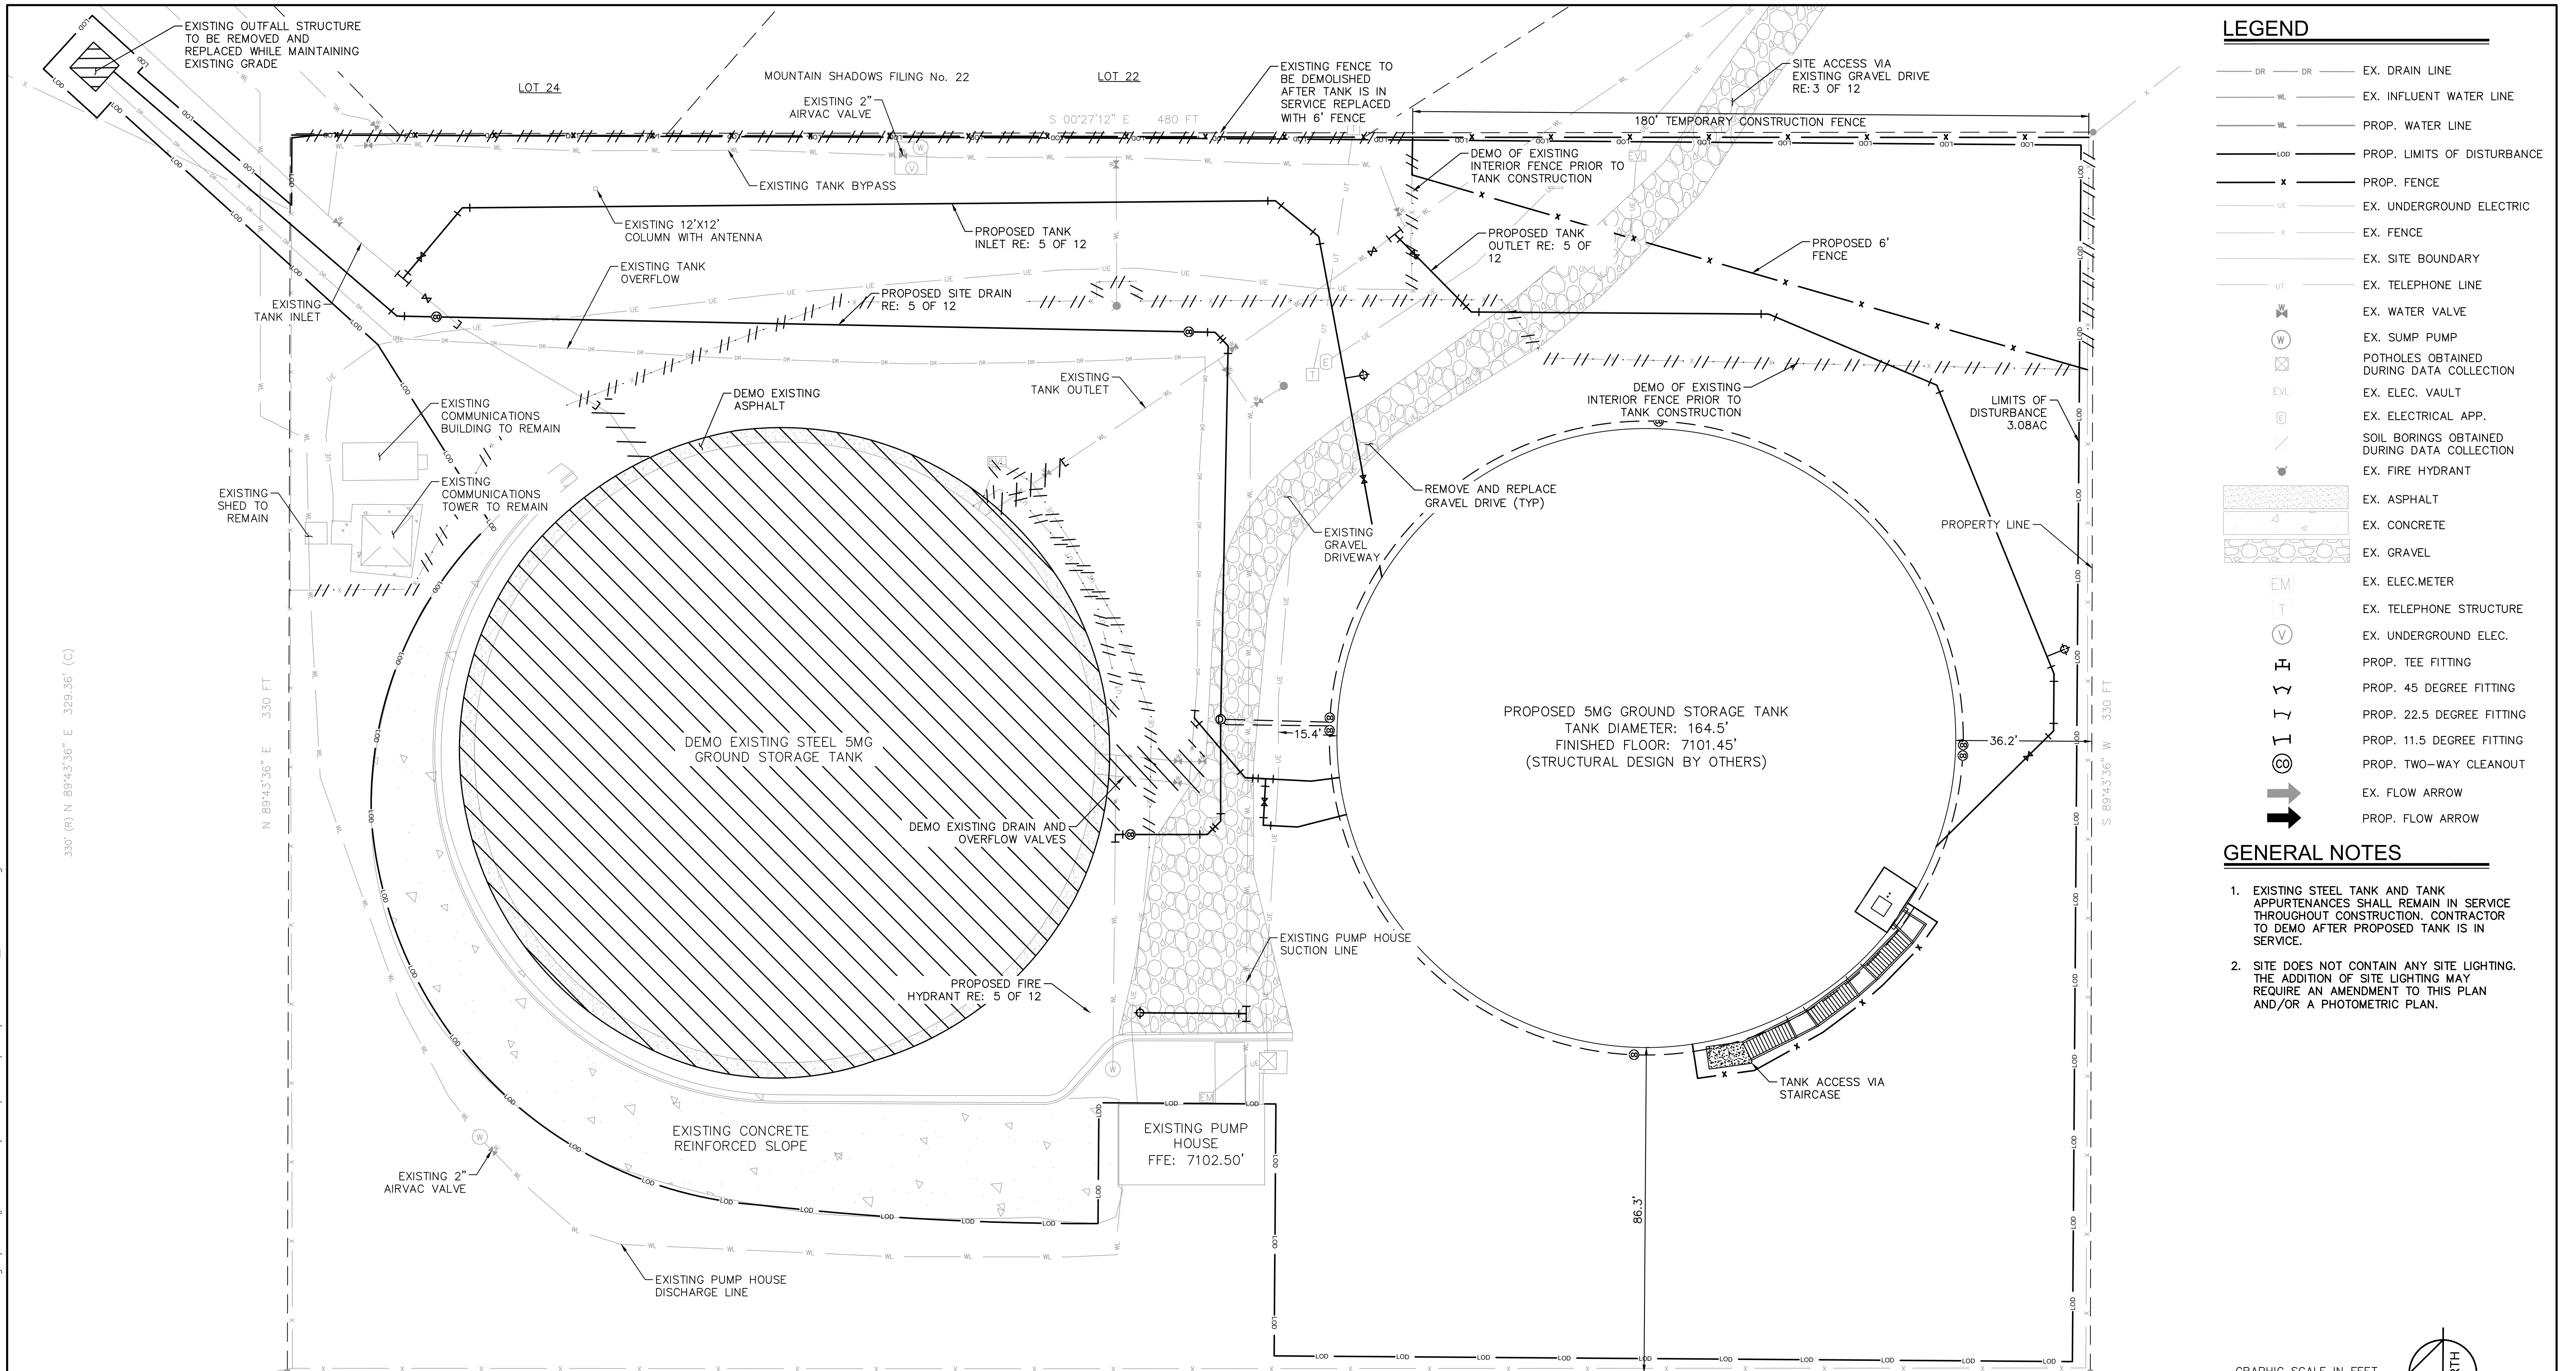 EXISTING OUTFALL STRUCTURE
TO BE REMOVED AND
REPLACED WHILE MAINTAINING
EXISTING GRADE
LOT 24
MOUNTAIN SHADOWS FILING No. 22
LOT 22
EXISTING 2"
AIRVAC VALVE
S 00°27'12" E 480 FT
EXISTING FENCE TO
BE DEMOLISHED
AFTER TANK IS IN
SERVICE REPLACED
WITH 6' FENCE
SITE ACCESS VIA
EXISTING GRAVEL DRIVE
RE: 3 OF 12
180' TEMPORARY CONSTRUCTION FENCE
DEMO OF EXISTING
INTERIOR FENCE PRIOR TO
TANK CONSTRUCTION
EXISTING TANK BYPASS
EXISTING 12'X12'
COLUMN WITH ANTENNA
PROPOSED TANK
INLET RE: 5 OF 12
PROPOSED TANK
OUTLET RE: 5 OF
12
PROPOSED 6'
FENCE
EXISTING TANK
OVERFLOW
PROPOSED SITE DRAIN
RE: 5 OF 12
EXISTING
TANK INLET
EXISTING
TANK OUTLET
DEMO EXISTING
ASPHALT
DEMO OF EXISTING
INTERIOR FENCE PRIOR TO
TANK CONSTRUCTION
LIMITS OF
DISTURBANCE
3.08AC
EXISTING
COMMUNICATIONS
BUILDING TO REMAIN
EXISTING
COMMUNICATIONS
TOWER TO REMAIN
EXISTING
SHED TO
REMAIN
REMOVE AND REPLACE
GRAVEL DRIVE (TYP)
EXISTING
GRAVEL
DRIVEWAY
PROPERTY LINE
330' (R) N 89°43'36" E 329.36' (C)
N 89°43'36" E 330 FT
DEMO EXISTING STEEL 5MG
GROUND STORAGE TANK
15.4'
PROPOSED 5MG GROUND STORAGE TANK
TANK DIAMETER: 164.5'
FINISHED FLOOR: 7101.45'
(STRUCTURAL DESIGN BY OTHERS)
36.2'
S 89°43'36" W 330 FT
DEMO EXISTING DRAIN AND
OVERFLOW VALVES
EXISTING PUMP HOUSE
SUCTION LINE
PROPOSED FIRE
HYDRANT RE: 5 OF 12
TANK ACCESS VIA
STAIRCASE
EXISTING CONCRETE
REINFORCED SLOPE
EXISTING PUMP
HOUSE
FFE: 7102.50'
EXISTING 2"
AIRVAC VALVE
86.3'
EXISTING PUMP HOUSE
DISCHARGE LINE
LEGEND
DR DR EX. DRAIN LINE
WL EX. INFLUENT WATER LINE
WL PROP. WATER LINE
LOD PROP. LIMITS OF DISTURBANCE
X PROP. FENCE
UE EX. UNDERGROUND ELECTRIC
X EX. FENCE
EX. SITE BOUNDARY
UT EX. TELEPHONE LINE
W EX. WATER VALVE
W EX. SUMP PUMP
POTHOLES OBTAINED
DURING DATA COLLECTION
EVL EX. ELEC. VAULT
E EX. ELECTRICAL APP.
SOIL BORINGS OBTAINED
DURING DATA COLLECTION
EX. FIRE HYDRANT
EX. ASPHALT
EX. CONCRETE
EX. GRAVEL
EM EX. ELEC.METER
T EX. TELEPHONE STRUCTURE
V EX. UNDERGROUND ELEC.
PROP. TEE FITTING
PROP. 45 DEGREE FITTING
PROP. 22.5 DEGREE FITTING
PROP. 11.5 DEGREE FITTING
CO PROP. TWO-WAY CLEANOUT
EX. FLOW ARROW
PROP. FLOW ARROW
GENERAL NOTES
1. EXISTING STEEL TANK AND TANK
APPURTENANCES SHALL REMAIN IN SERVICE
THROUGHOUT CONSTRUCTION. CONTRACTOR
TO DEMO AFTER PROPOSED TANK IS IN
SERVICE.
2. SITE DOES NOT CONTAIN ANY SITE LIGHTING.
THE ADDITION OF SITE LIGHTING MAY
REQUIRE AN AMENDMENT TO THIS PLAN
AND/OR A PHOTOMETRIC PLAN.